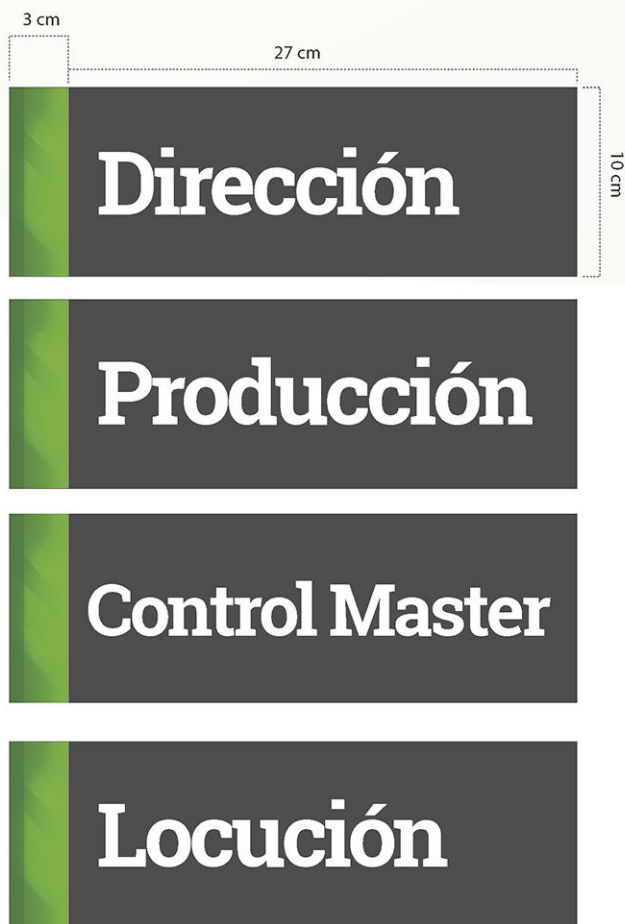 3 cm
27 cm
10 cm
Dirección
Producción
Control Master
Locución